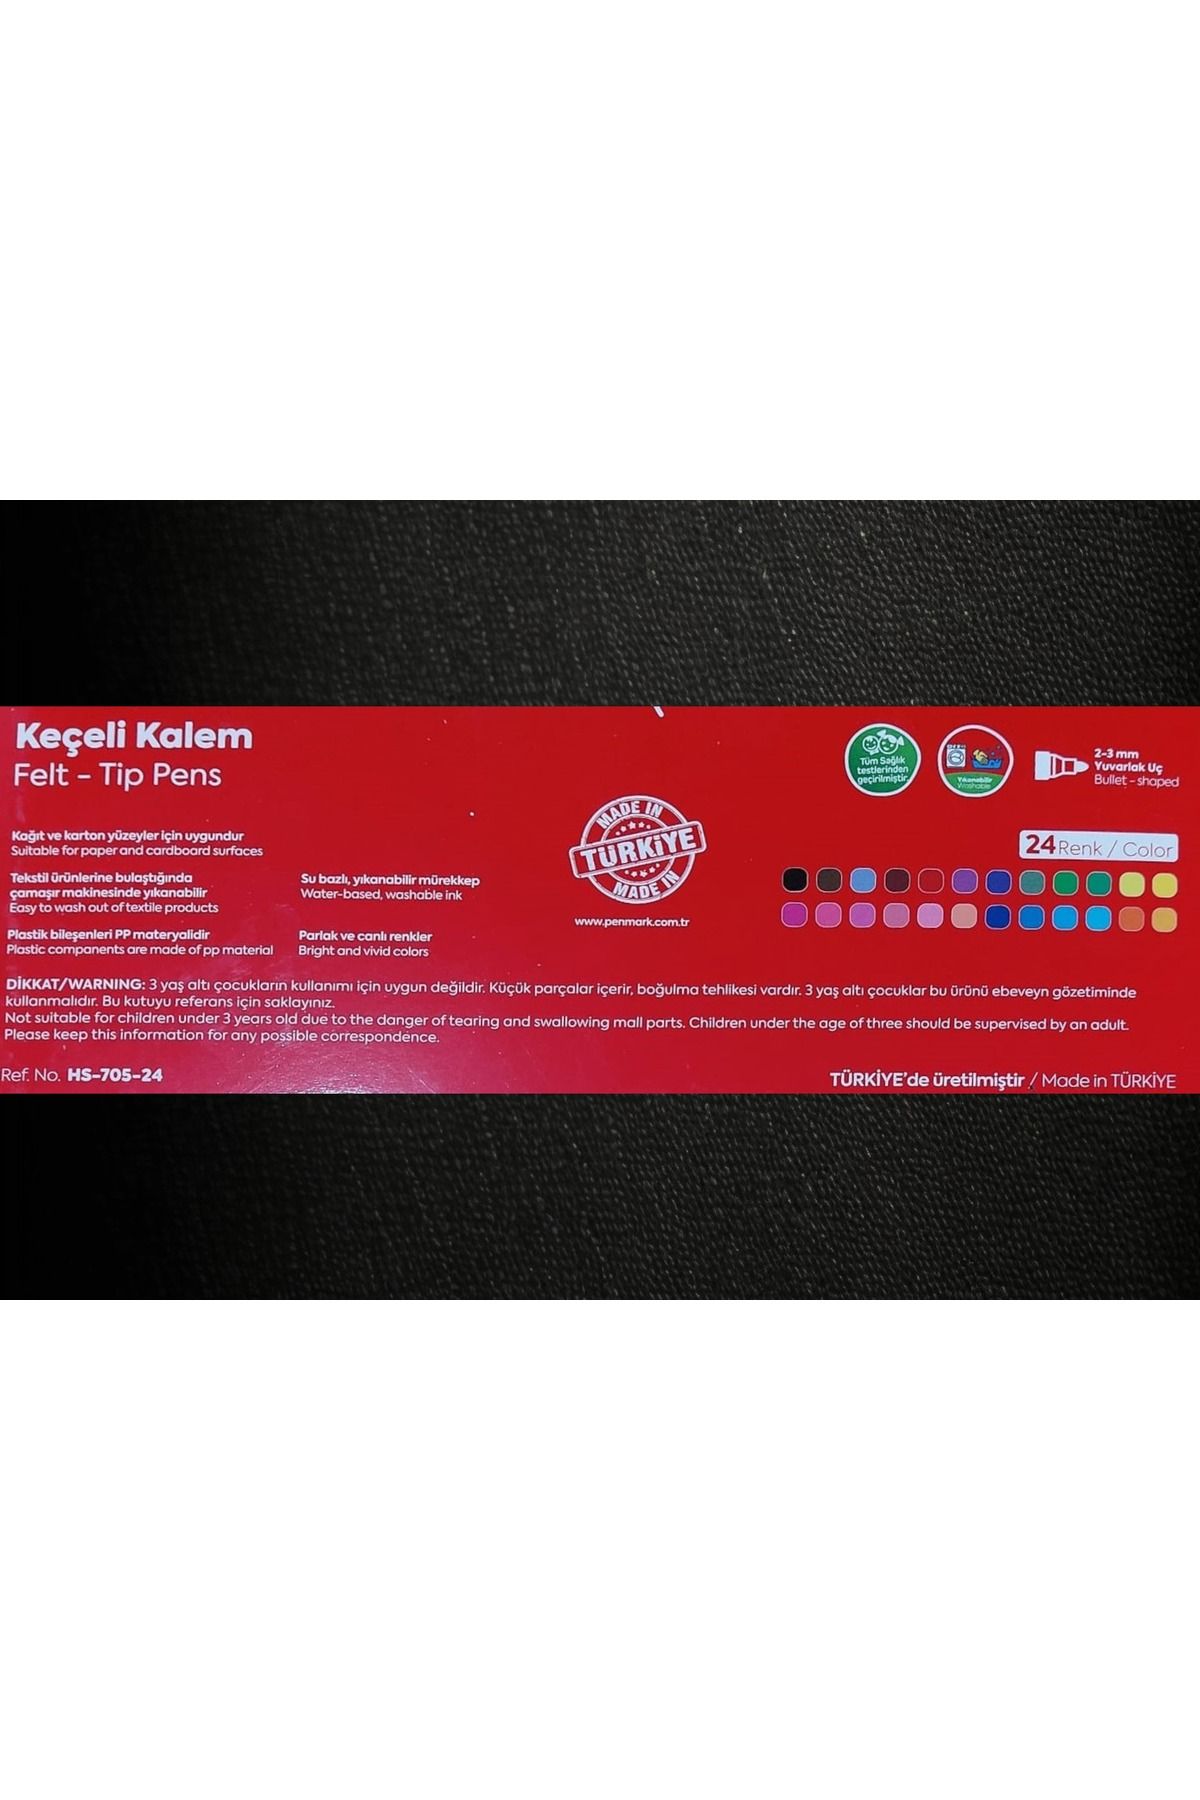 Keçeli Kalem
Felt - Tip Pens
Kağıt ve karton yüzeyler için uygundur
Suitable for paper and cardboard surfaces
Tekstil ürünlerine bulaştığında
çamaşır makinesinde yıkanabilir
Easy to wash out of textile products
Plastik bileşenleri PP materyalidir
Plastic companents are made of pp material
Su bazlı, yıkanabilir mürekkep
Water-based, washable ink
Parlak ve canlı renkler
Bright and vivid colors
MADE IN
TÜRKİYE
MADE IN
www.penmark.com.tr
Tüm Sağlık
testlerinden
geçirilmiştir.
Yıkanabilir
Washable
2-3 mm
Yuvarlak Uç
Bullet - shaped
24 Renk / Color
DİKKAT/WARNING: 3 yaş altı çocukların kullanımı için uygun değildir. Küçük parçalar içerir, boğulma tehlikesi vardır. 3 yaş altı çocuklar bu ürünü ebeveyn gözetiminde
kullanmalıdır. Bu kutuyu referans için saklayınız.
Not suitable for children under 3 years old due to the danger of tearing and swallowing mall parts. Children under the age of three should be supervised by an adult.
Please keep this information for any possible correspondence.
Ref. No. HS-705-24
TÜRKİYE'de üretilmiştir / Made in TÜRKİYE